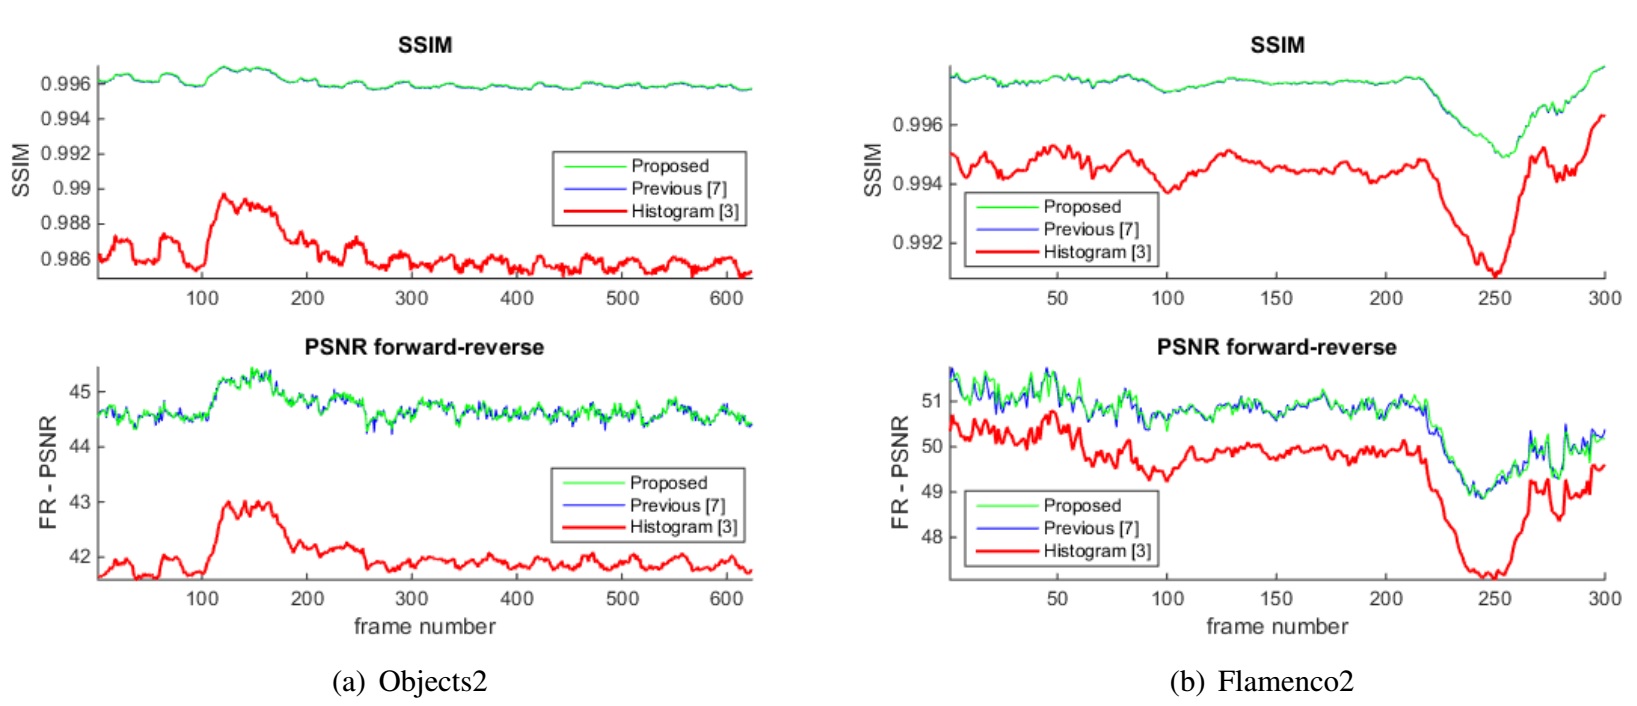 SSIM
SSIM
0.996
0.994
0.992
0.99
0.988
0.986
Proposed
Previous [7]
Histogram [3]
100 200 300 400 500 600
PSNR forward-reverse
FR - PSNR
45
44
43
42
Proposed
Previous [7]
Histogram [3]
100 200 300 400 500 600
frame number
(a) Objects2
SSIM
SSIM
0.996
0.994
0.992
Proposed
Previous [7]
Histogram [3]
50 100 150 200 250 300
PSNR forward-reverse
FR - PSNR
51
50
49
48
Proposed
Previous [7]
Histogram [3]
50 100 150 200 250 300
frame number
(b) Flamenco2